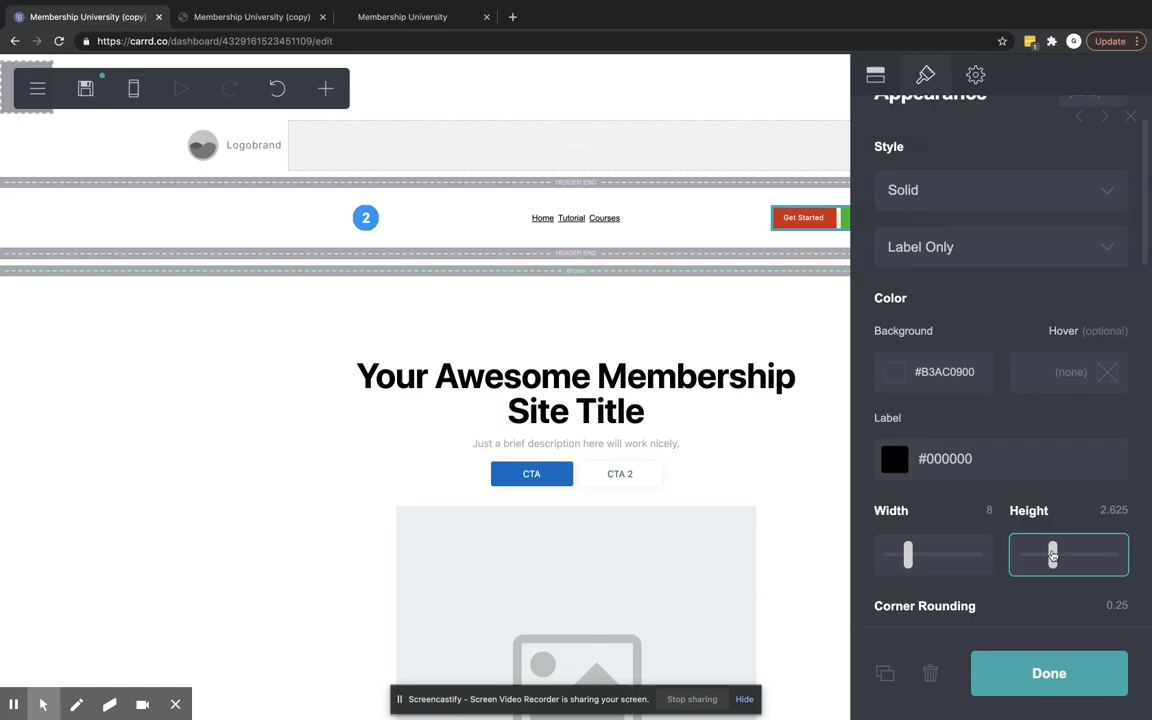 Membership University (copy)
Membership University (copy)
Membership University
https://carrd.co/dashboard/4329161523451109/edit
G
Update
Logobrand
HEADER END
2
Home Tutorial Courses
Get Started
HEADER END
#home
Your Awesome Membership
Site Title
Just a brief description here will work nicely.
CTA
CTA 2
Appearance
Style
Solid
Label Only
Color
Background
Hover (optional)
#B3AC0900
(none)
Label
#000000
Width 8
Height 2.625
Corner Rounding 0.25
Done
Screencastify - Screen Video Recorder is sharing your screen.
Stop sharing
Hide